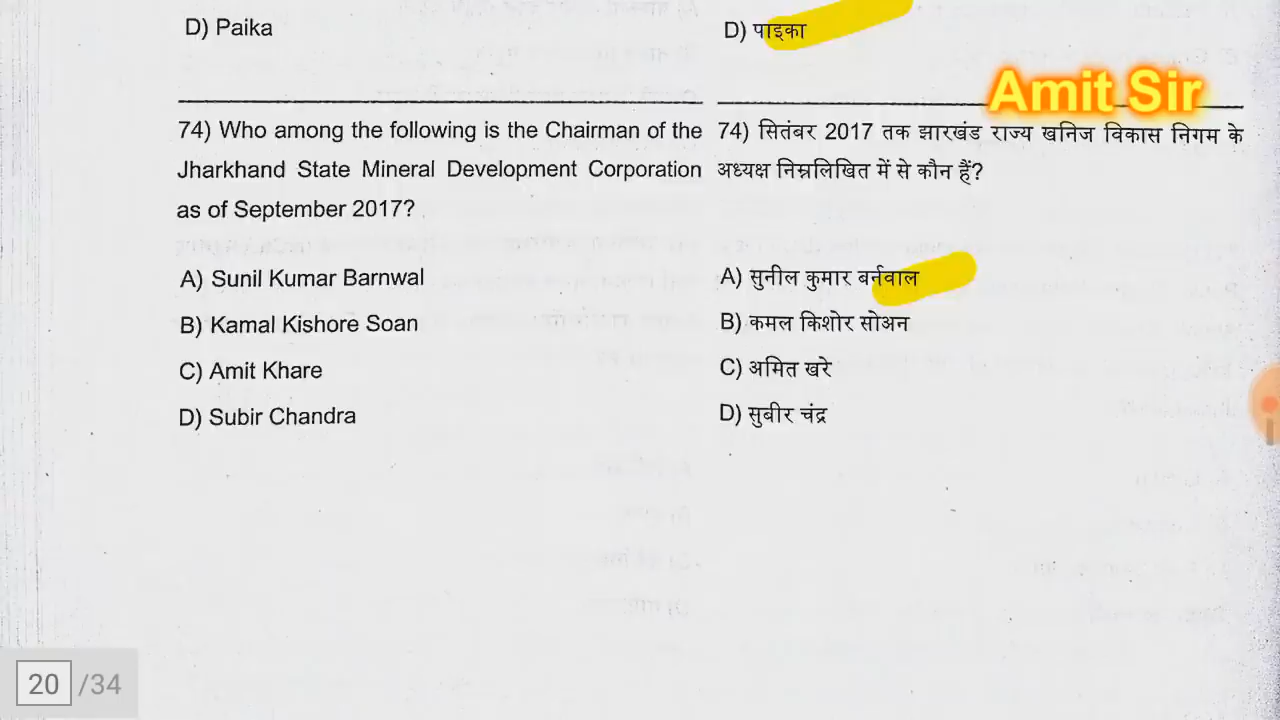 D) Paika
D) पाइका
Amit Sir
74) Who among the following is the Chairman of the
Jharkhand State Mineral Development Corporation
as of September 2017?
A) Sunil Kumar Barnwal
B) Kamal Kishore Soan
C) Amit Khare
D) Subir Chandra
74) सितंबर 2017 तक झारखंड राज्य खनिज विकास निगम के
अध्यक्ष निम्नलिखित में से कौन हैं?
A) सुनील कुमार बर्नवाल
B) कमल किशोर सोअन
C) अमित खरे
D) सुबीर चंद्र
20 /34